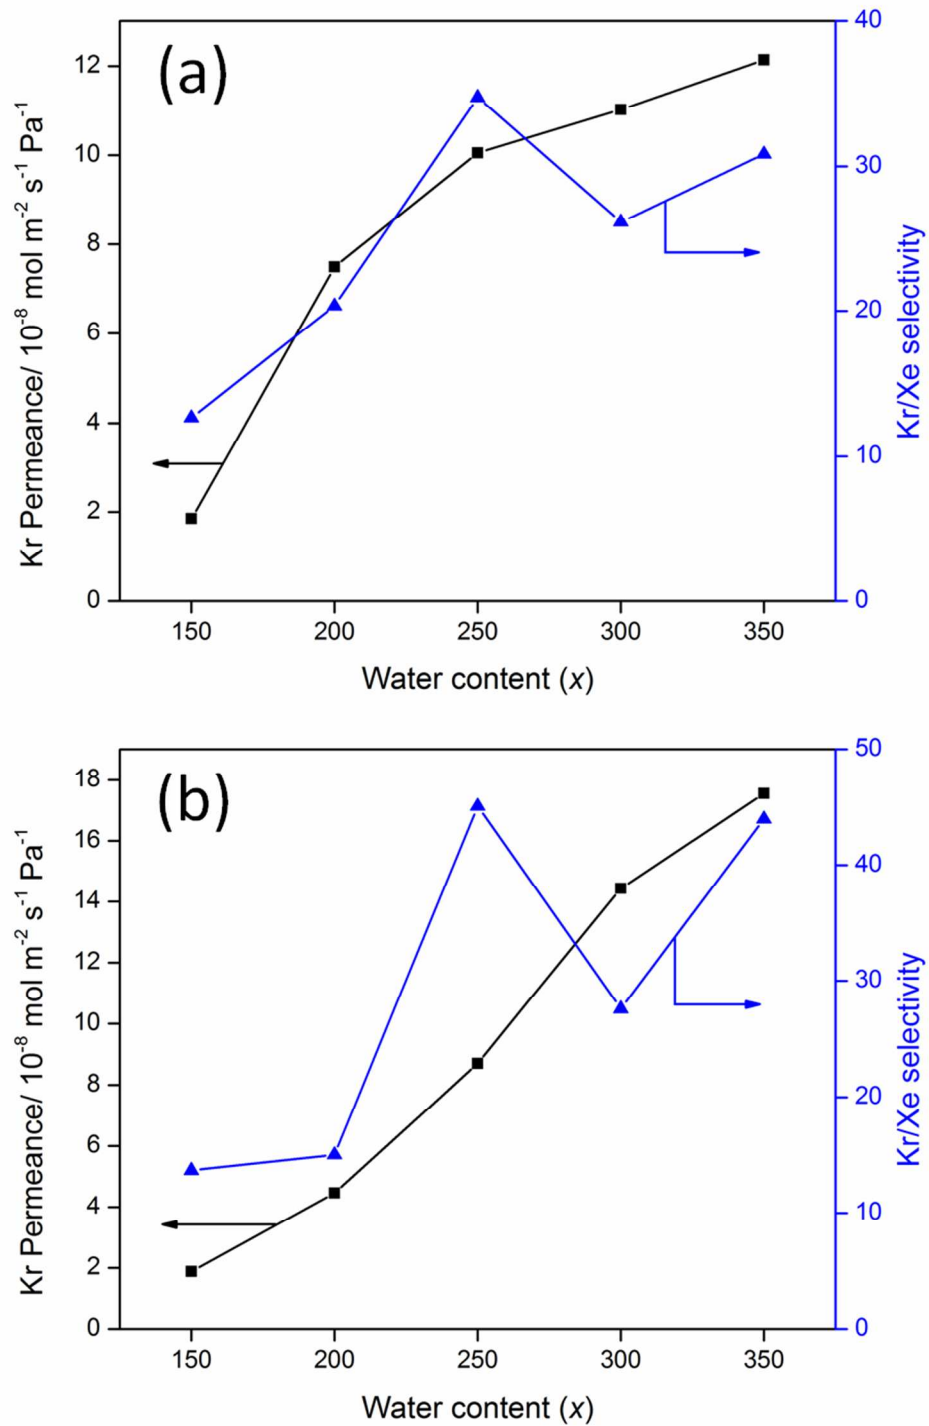 (a)
Kr Permeance/ 10⁻⁸ mol m⁻² s⁻¹ Pa⁻¹
12
10
8
6
4
2
0
40
30
20
10
0
Kr/Xe selectivity
150 200 250 300 350
Water content (x)
(b)
Kr Permeance/ 10⁻⁸ mol m⁻² s⁻¹ Pa⁻¹
18
16
14
12
10
8
6
4
2
0
50
40
30
20
10
0
Kr/Xe selectivity
150 200 250 300 350
Water content (x)